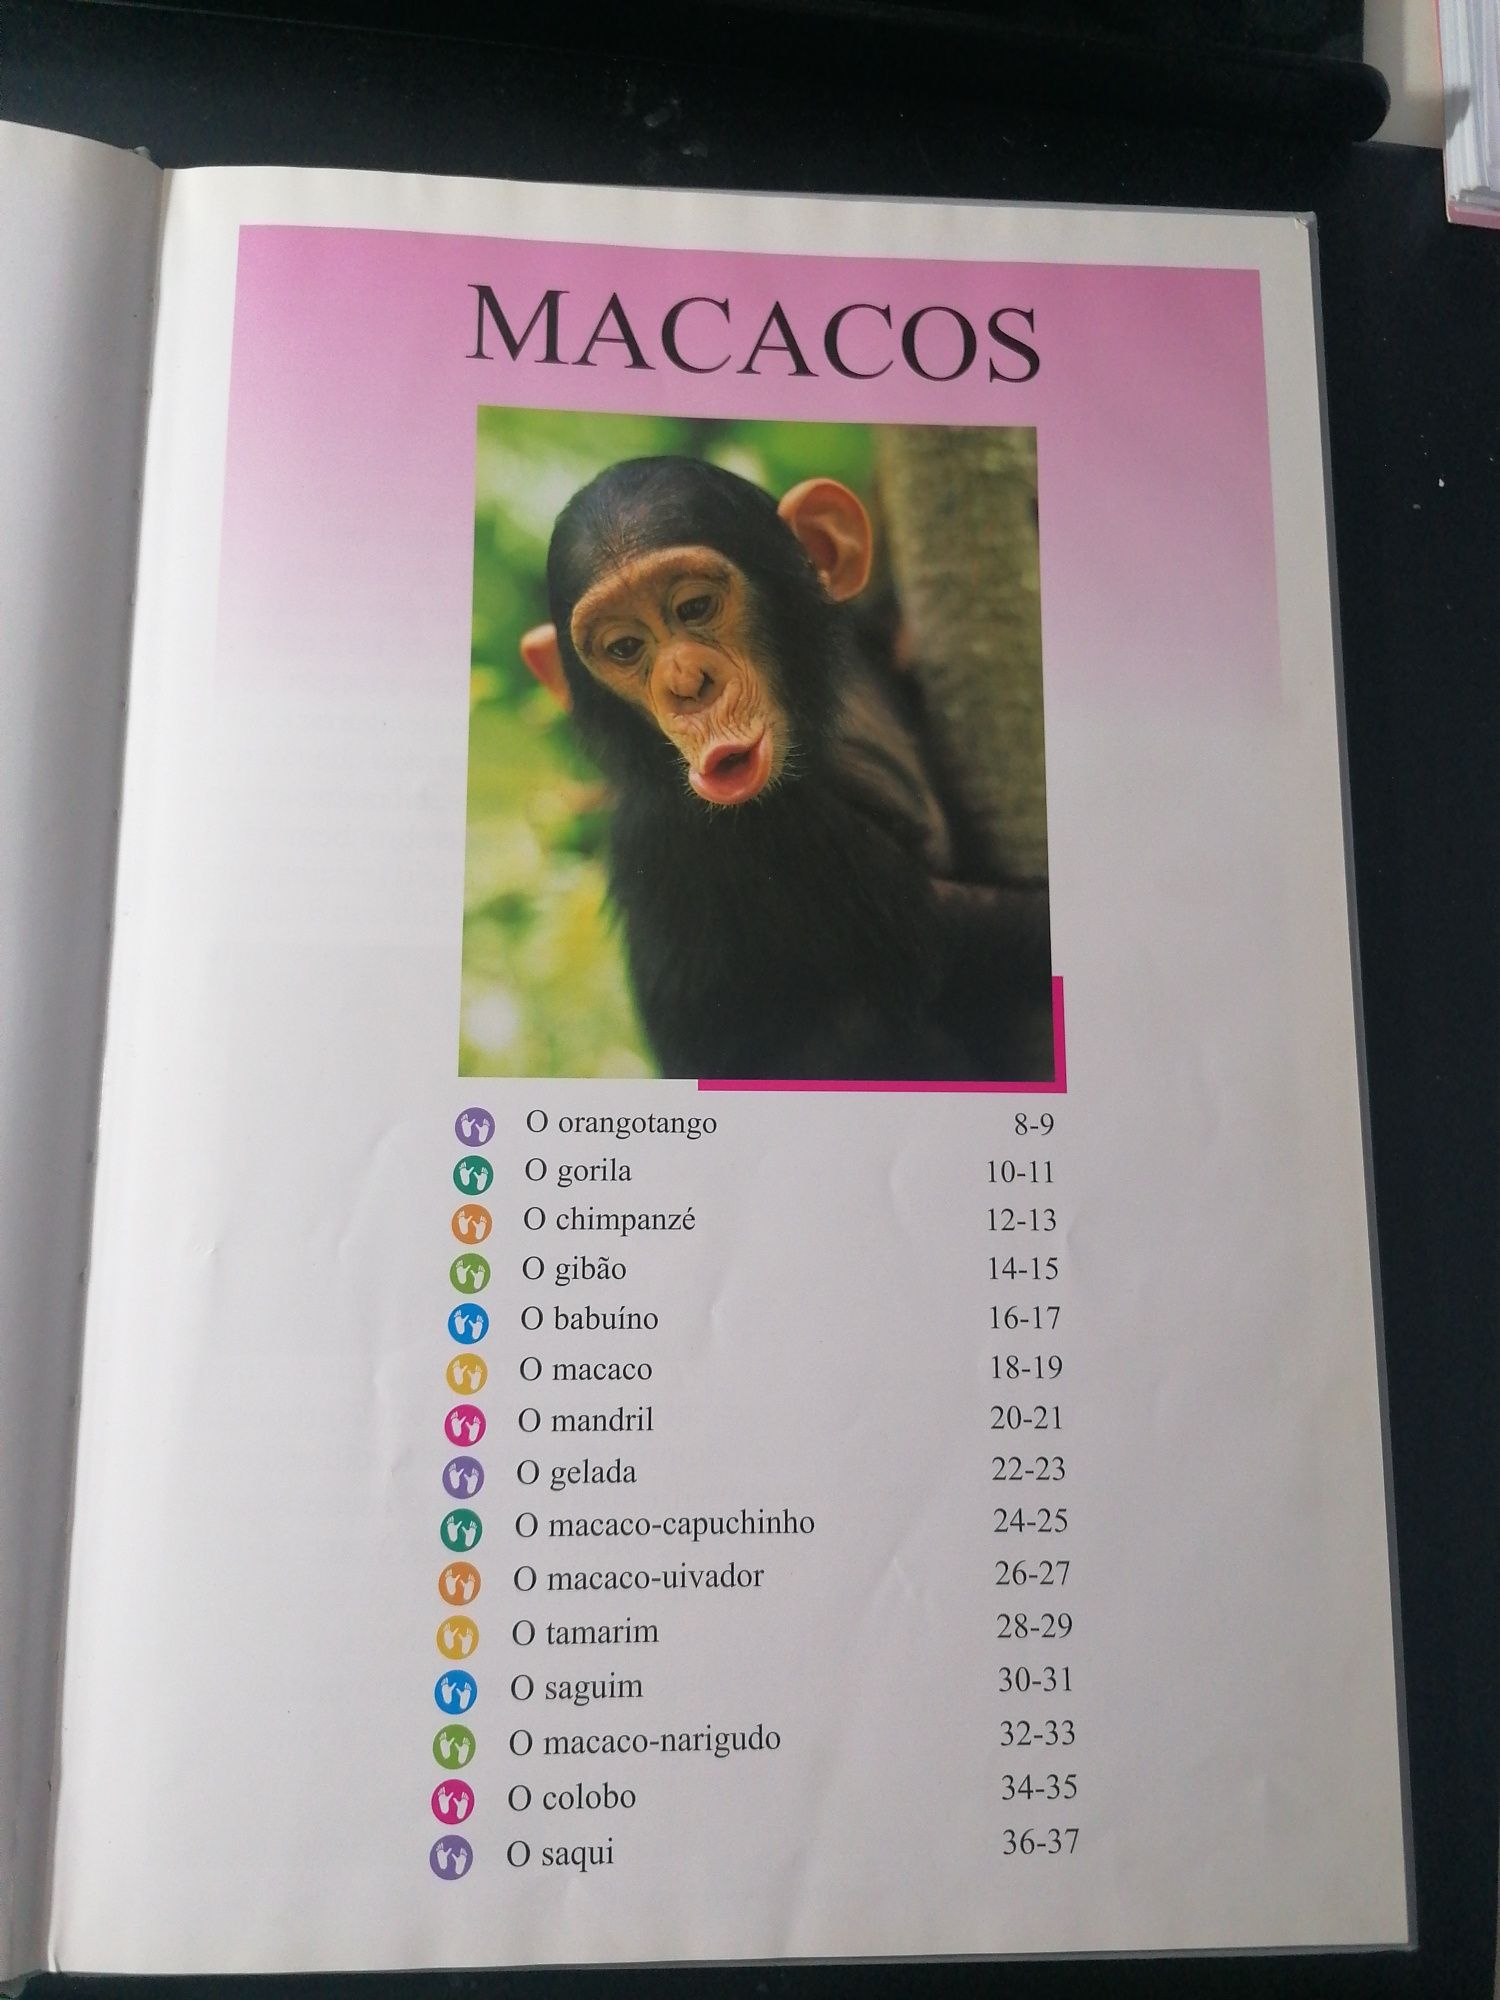 MACACOS
O orangotango 8-9
O gorila 10-11
O chimpanzé 12-13
O gibão 14-15
O babuíno 16-17
O macaco 18-19
O mandril 20-21
O gelada 22-23
O macaco-capuchinho 24-25
O macaco-uivador 26-27
O tamarim 28-29
O saguim 30-31
O macaco-narigudo 32-33
O colobo 34-35
O saqui 36-37